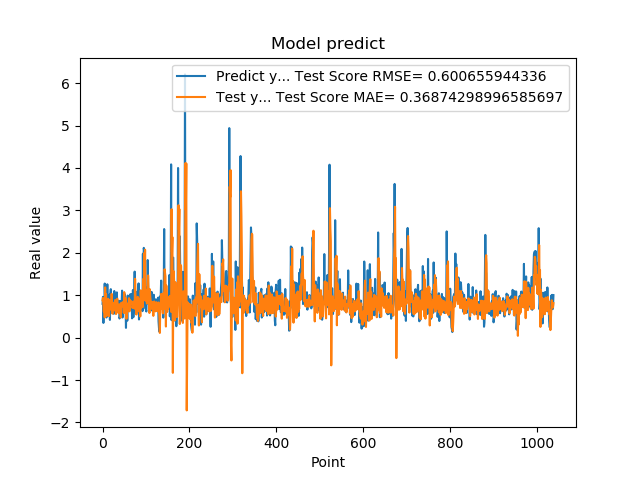 Model predict
Predict y... Test Score RMSE= 0.600655944336
Test y... Test Score MAE= 0.36874298996585697
Real value
6
5
4
3
2
1
0
−1
−2
0 200 400 600 800 1000
Point